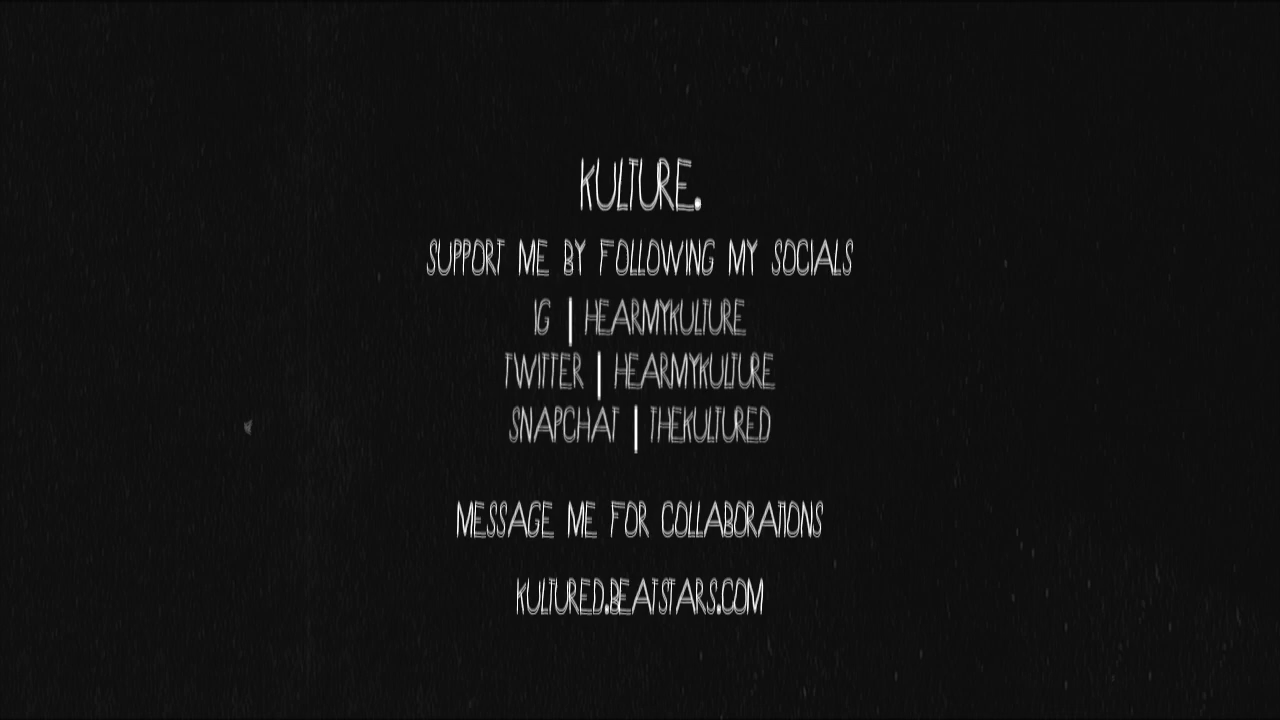 KULTURE.
SUPPORT ME BY FOLLOWING MY SOCIALS
IG | HEARMYKULTURE
TWITTER | HEARMYKULTURE
SNAPCHAT | THEKULTURED
MESSAGE ME FOR COLLABORATIONS
KULTURED.BEATSTARS.COM